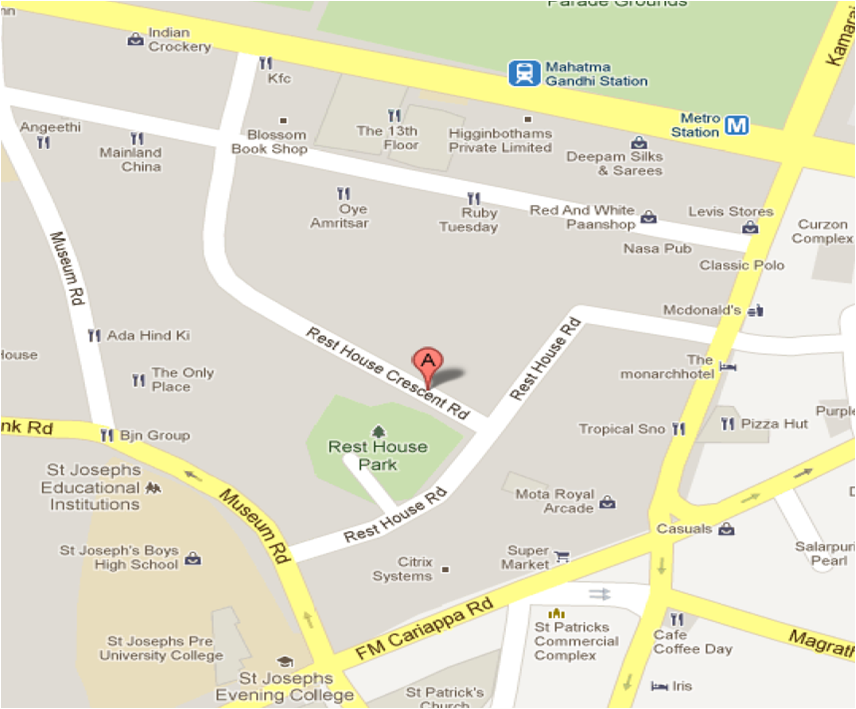 Parade Grounds
nn
Indian
Crockery
Kamaraj
Mahatma
Gandhi Station
Kfc
Metro
Station
M
Angeethi
Mainland
China
Blossom
Book Shop
The 13th
Floor
Higginbothams
Private Limited
Deepam Silks
& Sarees
Oye
Amritsar
Ruby
Tuesday
Red And White
Paanshop
Levis Stores
Nasa Pub
Curzon
Complex
Classic Polo
Museum Rd
Mcdonald's
Ada Hind Ki
Rest House Crescent Rd
A
Rest House Rd
House
The Only
Place
The
monarchhotel
nk Rd
Bjn Group
Rest House
Park
Tropical Sno
Pizza Hut
Purple
St Josephs
Educational
Institutions
Museum Rd
Rest House Rd
Mota Royal
Arcade
Casuals
St Joseph's Boys
High School
Citrix
Systems
Super
Market
Salarpuri
Pearl
FM Cariappa Rd
St Patricks
Commercial
Complex
Cafe
Coffee Day
Magrath
St Josephs Pre
University College
St Josephs
Evening College
St Patrick's
Church
Iris